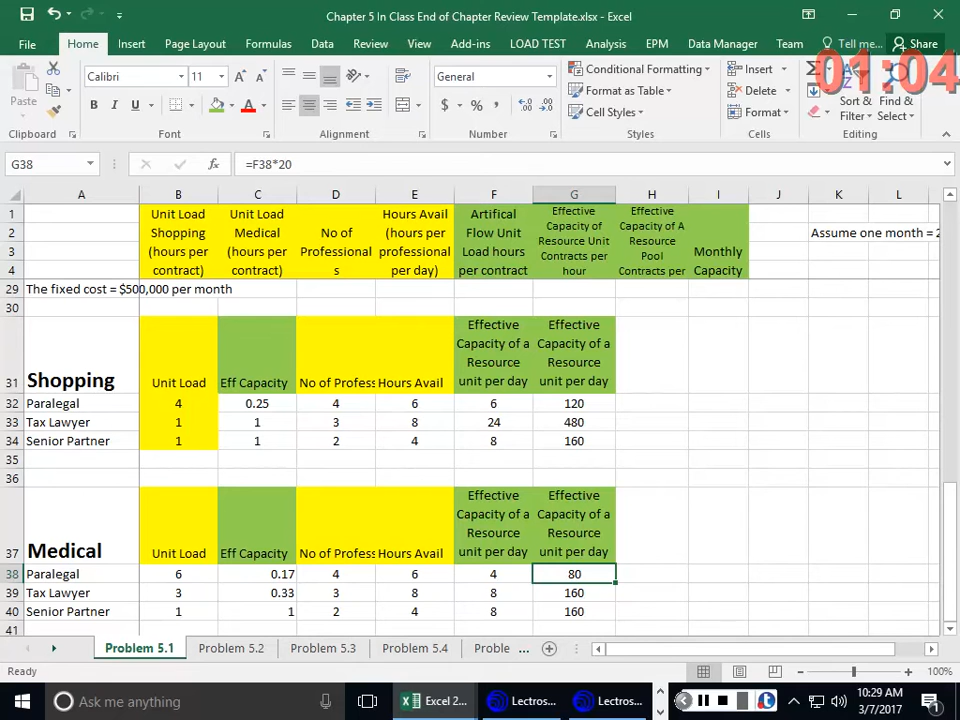 Chapter 5 In Class End of Chapter Review Template.xlsx - Excel
File Home Insert Page Layout Formulas Data Review View Add-ins LOAD TEST Analysis EPM Data Manager Team Tell me... Share
01:04
Paste
Calibri 11
B I U
General
$ % ,
Conditional Formatting
Format as Table
Cell Styles
Insert
Delete
Format
Sort & Filter
Find & Select
Clipboard Font Alignment Number Styles Cells Editing
G38 fx =F38*20
A B C D E F G H I J K L
1 2 3 4
Unit Load Shopping (hours per contract)
Unit Load Medical (hours per contract)
No of Professionals
Hours Avail (hours per professional per day)
Artifical Flow Unit Load hours per contract
Effective Capacity of Resource Unit Contracts per hour
Effective Capacity of A Resource Pool Contracts per
Monthly Capacity
Assume one month = 2
29 The fixed cost = $500,000 per month
30
31 Shopping Unit Load Eff Capacity No of Profess Hours Avail Effective Capacity of a Resource unit per day Effective Capacity of a Resource unit per day
32 Paralegal 4 0.25 4 6 6 120
33 Tax Lawyer 1 1 3 8 24 480
34 Senior Partner 1 1 2 4 8 160
35
36
37 Medical Unit Load Eff Capacity No of Profess Hours Avail Effective Capacity of a Resource unit per day Effective Capacity of a Resource unit per day
38 Paralegal 6 0.17 4 6 4 80
39 Tax Lawyer 3 0.33 3 8 8 160
40 Senior Partner 1 1 2 4 8 160
41
Problem 5.1 Problem 5.2 Problem 5.3 Problem 5.4 Proble ...
Ready 100%
Ask me anything
Excel 2...
Lectros...
Lectros...
10:29 AM
3/7/2017
1